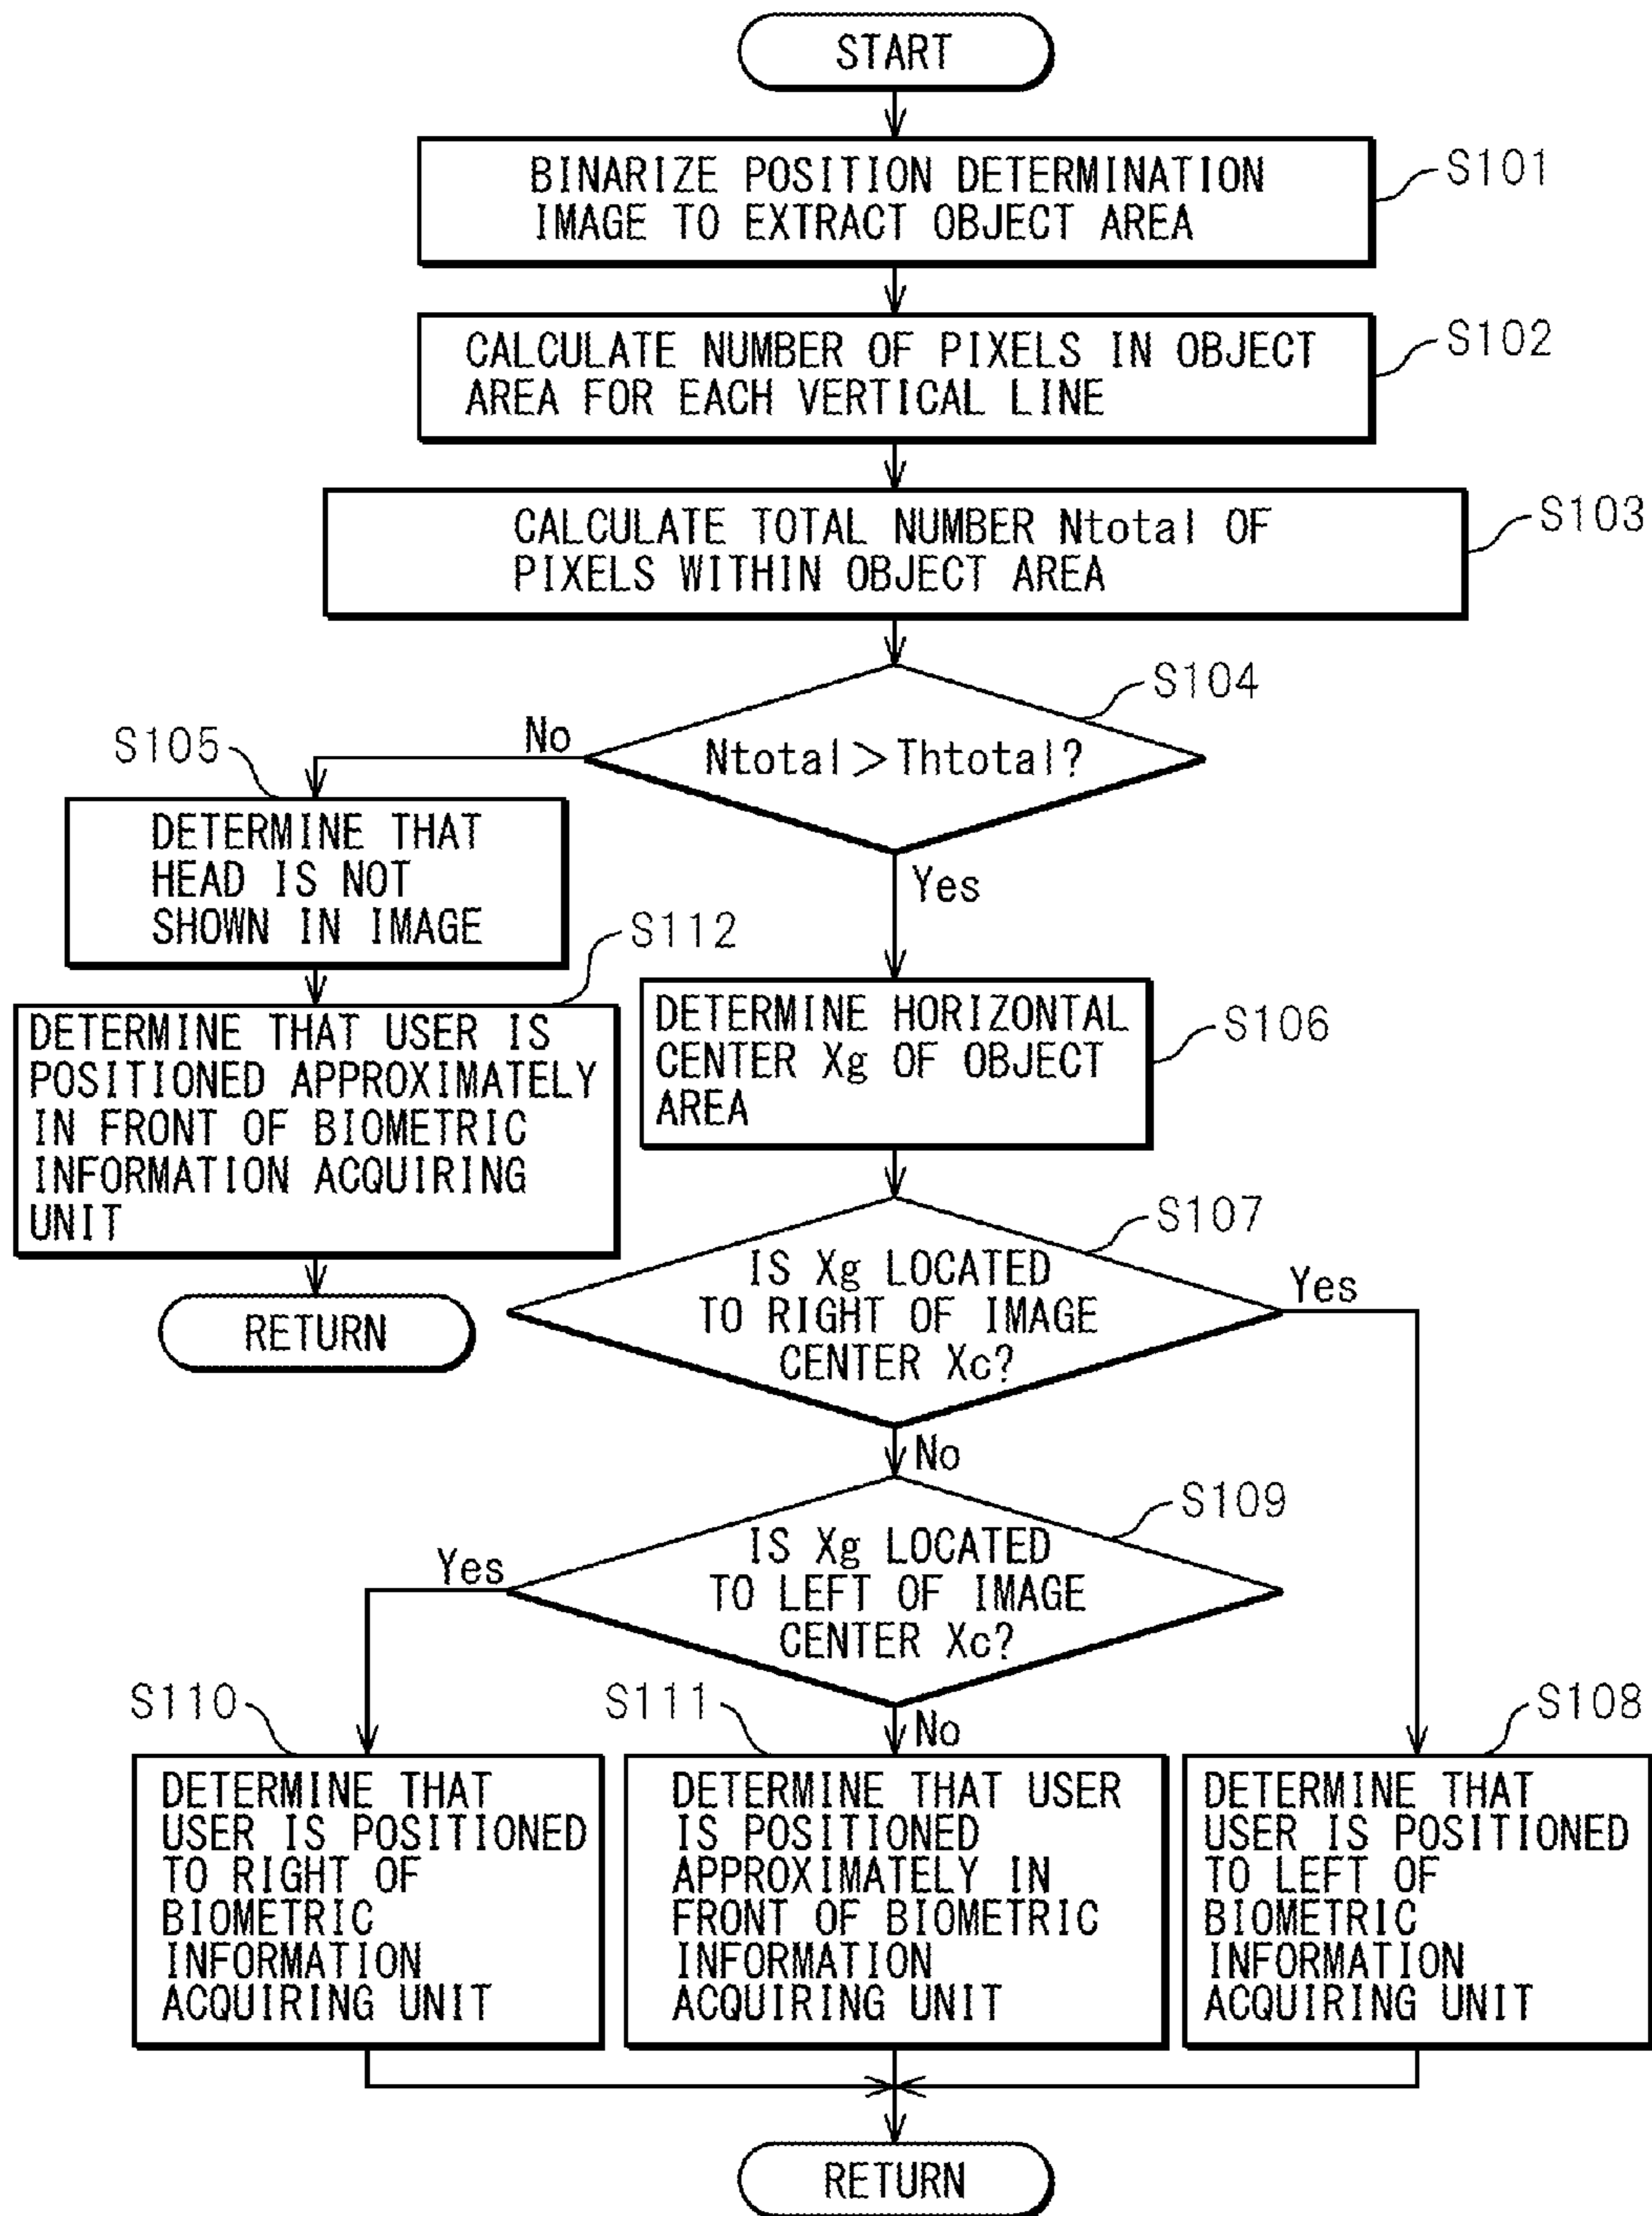 START
BINARIZE POSITION DETERMINATION
IMAGE TO EXTRACT OBJECT AREA
S101
CALCULATE NUMBER OF PIXELS IN OBJECT
AREA FOR EACH VERTICAL LINE
S102
CALCULATE TOTAL NUMBER Ntotal OF
PIXELS WITHIN OBJECT AREA
S103
S104
Ntotal>Thtotal?
No
S105
DETERMINE THAT
HEAD IS NOT
SHOWN IN IMAGE
S112
DETERMINE THAT USER IS
POSITIONED APPROXIMATELY
IN FRONT OF BIOMETRIC
INFORMATION ACQUIRING
UNIT
RETURN
Yes
DETERMINE HORIZONTAL
CENTER Xg OF OBJECT
AREA
S106
S107
IS Xg LOCATED
TO RIGHT OF IMAGE
CENTER Xc?
Yes
No
S109
IS Xg LOCATED
TO LEFT OF IMAGE
CENTER Xc?
Yes
No
S110
DETERMINE THAT
USER IS POSITIONED
TO RIGHT OF
BIOMETRIC
INFORMATION
ACQUIRING UNIT
S111
DETERMINE THAT USER
IS POSITIONED
APPROXIMATELY IN
FRONT OF BIOMETRIC
INFORMATION
ACQUIRING UNIT
S108
DETERMINE THAT
USER IS POSITIONED
TO LEFT OF
BIOMETRIC
INFORMATION
ACQUIRING UNIT
RETURN